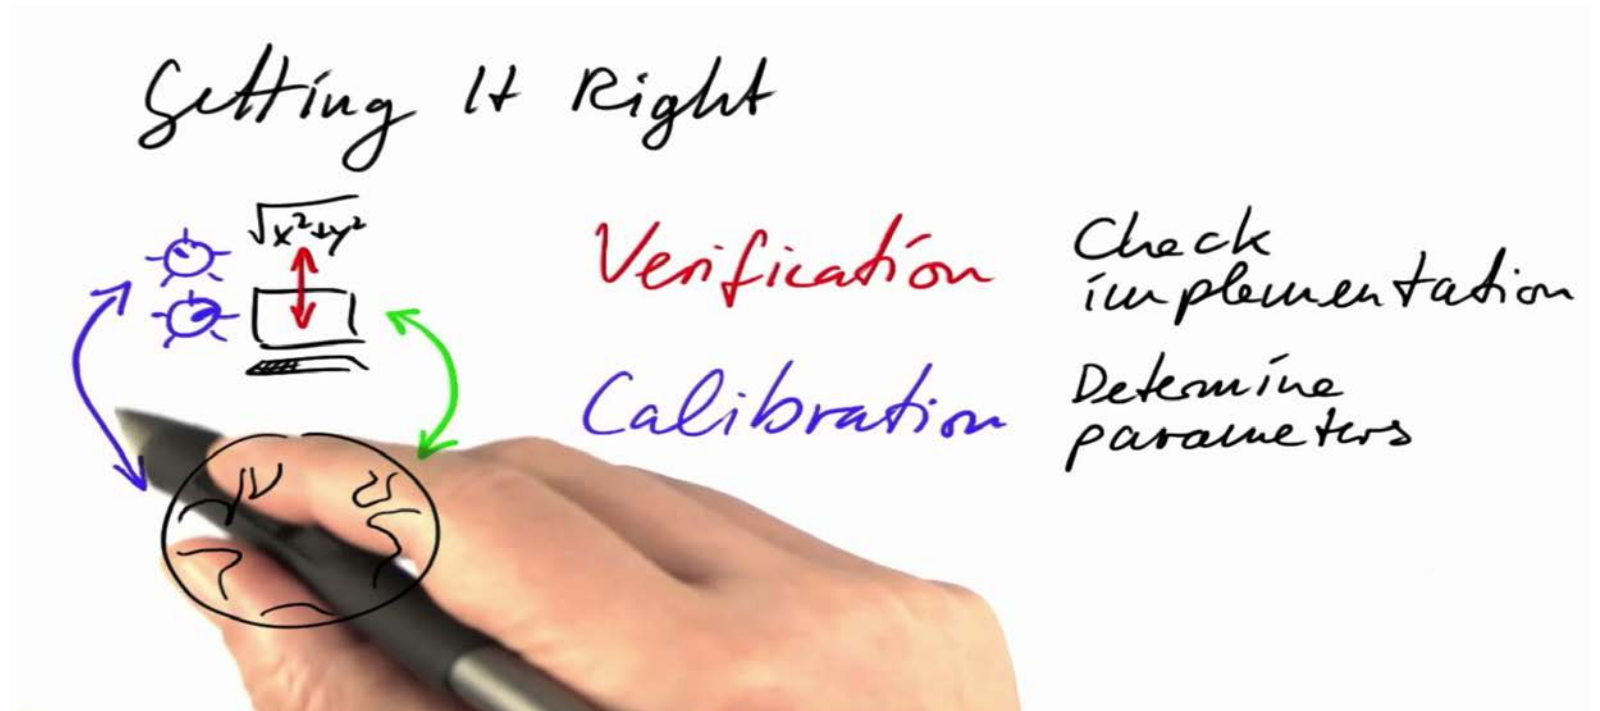 Getting It Right
√x²+y²
Verification
Check
implementation
Calibration
Determine
parameters